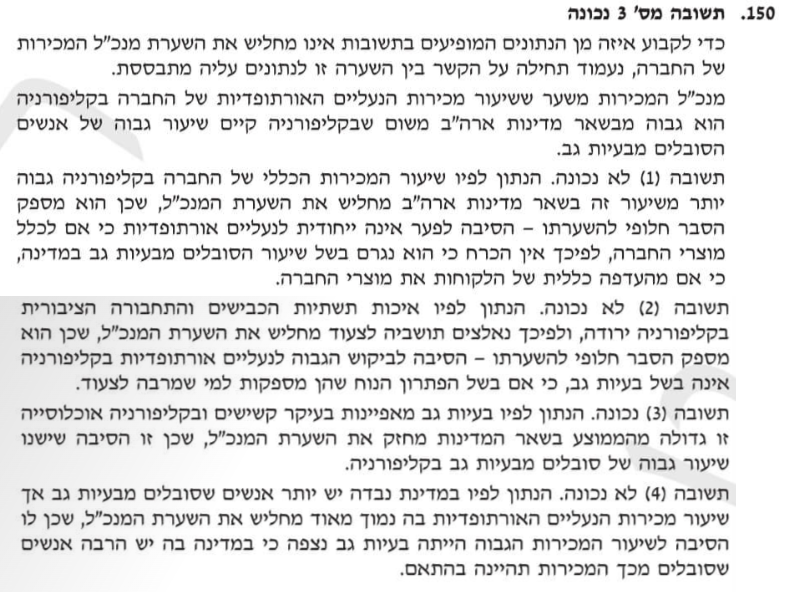 150. תשובה מס' 3 נכונה
כדי לקבוע איזה מן הנתונים המופיעים בתשובות אינו מחליש את השערת מנכ"ל המכירות
של החברה, נעמוד תחילה על הקשר בין השערה זו לנתונים עליה מתבססת.
מנכ"ל המכירות משער ששיעור מכירות הנעליים האורתופדיות של החברה בקליפורניה
הוא גבוה מבשאר מדינות ארה"ב משום שבקליפורניה קיים שיעור גבוה של אנשים
הסובלים מבעיות גב.
תשובה (1) לא נכונה. הנתון לפיו שיעור המכירות הכללי של החברה בקליפורניה גבוה
יותר משיעור זה בשאר מדינות ארה"ב מחליש את השערת המנכ"ל, שכן הוא מספק
הסבר חלופי להשערתו – הסיבה לפער אינה ייחודית לנעליים אורתופדיות כי אם לכלל
מוצרי החברה, לפיכך אין הכרח כי הוא נגרם בשל שיעור הסובלים מבעיות גב במדינה,
כי אם מהעדפה כללית של הלקוחות את מוצרי החברה.
תשובה (2) לא נכונה. הנתון לפיו איכות תשתיות הכבישים והתחבורה הציבורית
בקליפורניה ירודה, ולפיכך נאלצים תושביה לצעוד מחליש את השערת המנכ"ל, שכן הוא
מספק הסבר חלופי להשערתו – הסיבה לביקוש הגבוה לנעליים אורתופדיות בקליפורניה
אינה בשל בעיות גב, כי אם בשל הפתרון הנוח שהן מספקות למי שמרבה לצעוד.
תשובה (3) נכונה. הנתון לפיו בעיות גב מאפיינות בעיקר קשישים ובקליפורניה אוכלוסייה
זו גדולה מהממוצע בשאר המדינות מחזק את השערת המנכ"ל, שכן זו הסיבה שישנו
שיעור גבוה של סובלים מבעיות גב בקליפורניה.
תשובה (4) לא נכונה. הנתון לפיו במדינת נבדה יש יותר אנשים שסובלים מבעיות גב אך
שיעור מכירות הנעליים האורתופדיות בה נמוך מאוד מחליש את השערת המנכ"ל, שכן לו
הסיבה לשיעור המכירות הגבוה הייתה בעיות גב נצפה כי במדינה בה יש הרבה אנשים
שסובלים מכך המכירות תהיינה בהתאם.